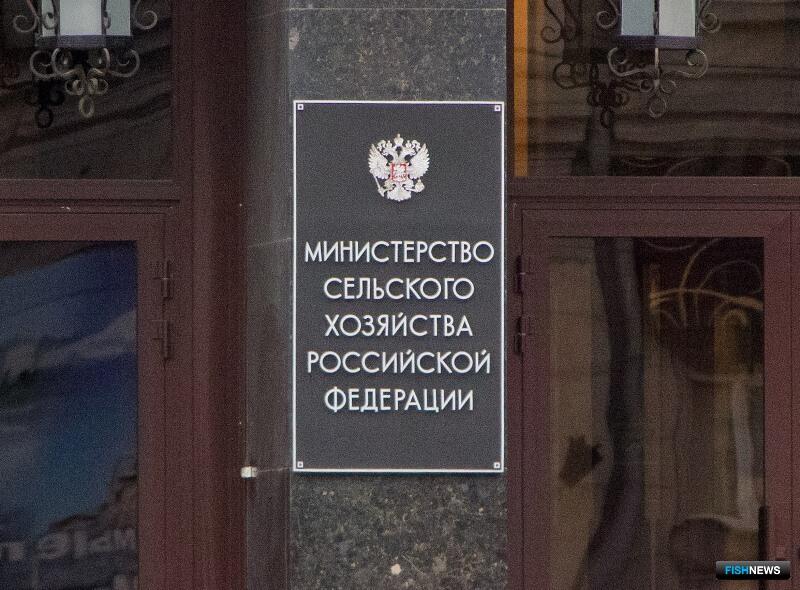 МИНИСТЕРСТВО
СЕЛЬСКОГО
ХОЗЯЙСТВА
РОССИЙСКОЙ
ФЕДЕРАЦИИ
FISHNEWS